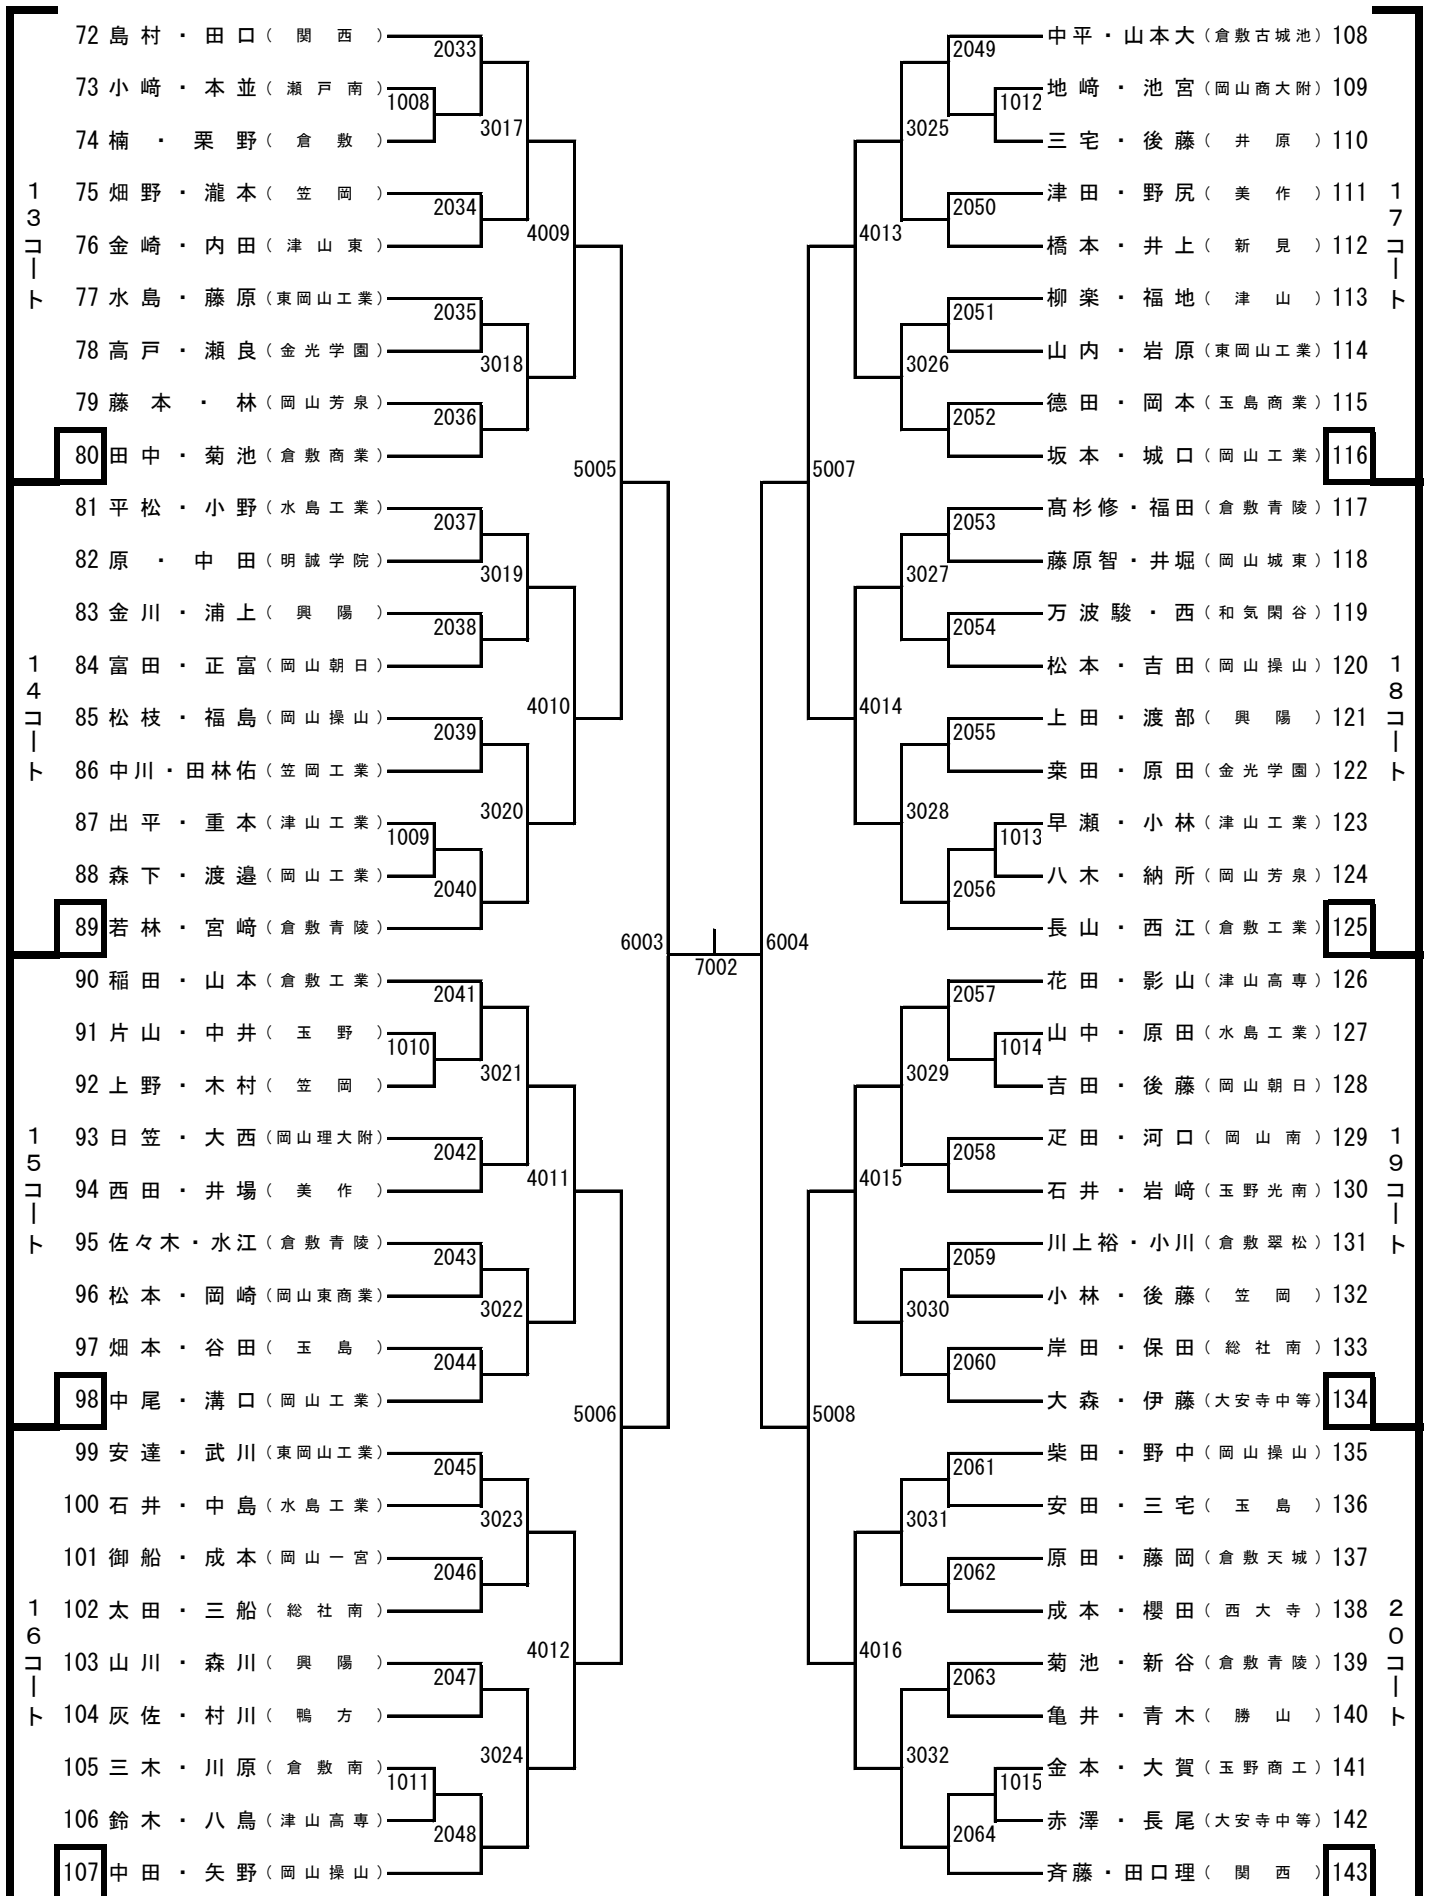 13コート
72 島村・田口(関西)
73 小﨑・本並(瀬戸南)
74 楠・栗野(倉敷)
75 畑野・瀧本(笠岡)
76 金崎・内田(津山東)
77 水島・藤原(東岡山工業)
78 高戸・瀬良(金光学園)
79 藤本・林(岡山芳泉)
80 田中・菊池(倉敷商業)
14コート
81 平松・小野(水島工業)
82 原・中田(明誠学院)
83 金川・浦上(興陽)
84 富田・正富(岡山朝日)
85 松枝・福島(岡山操山)
86 中川・田林佑(笠岡工業)
87 出平・重本(津山工業)
88 森下・渡邉(岡山工業)
89 若林・宮﨑(倉敷青陵)
15コート
90 稲田・山本(倉敷工業)
91 片山・中井(玉野)
92 上野・木村(笠岡)
93 日笠・大西(岡山理大附)
94 西田・井場(美作)
95 佐々木・水江(倉敷青陵)
96 松本・岡崎(岡山東商業)
97 畑本・谷田(玉島)
98 中尾・溝口(岡山工業)
16コート
99 安達・武川(東岡山工業)
100 石井・中島(水島工業)
101 御船・成本(岡山一宮)
102 太田・三船(総社南)
103 山川・森川(興陽)
104 灰佐・村川(鴨方)
105 三木・川原(倉敷南)
106 鈴木・八鳥(津山高専)
107 中田・矢野(岡山操山)
1008
1009
1010
1011
2033
2034
2035
2036
2037
2038
2039
2040
2041
2042
2043
2044
2045
2046
2047
2048
3017
3018
3019
3020
3021
3022
3023
3024
4009
4010
4011
4012
5005
5006
6003
7002
6004
5007
5008
4013
4014
4015
4016
3025
3026
3027
3028
3029
3030
3031
3032
2049
2050
2051
2052
2053
2054
2055
2056
2057
2058
2059
2060
2061
2062
2063
2064
1012
1013
1014
1015
17コート
中平・山本大(倉敷古城池) 108
地﨑・池宮(岡山商大附) 109
三宅・後藤(井原) 110
津田・野尻(美作) 111
橋本・井上(新見) 112
柳楽・福地(津山) 113
山内・岩原(東岡山工業) 114
德田・岡本(玉島商業) 115
坂本・城口(岡山工業) 116
18コート
髙杉修・福田(倉敷青陵) 117
藤原智・井堀(岡山城東) 118
万波駿・西(和気閑谷) 119
松本・吉田(岡山操山) 120
上田・渡部(興陽) 121
桒田・原田(金光学園) 122
早瀬・小林(津山工業) 123
八木・納所(岡山芳泉) 124
長山・西江(倉敷工業) 125
19コート
花田・影山(津山高専) 126
山中・原田(水島工業) 127
吉田・後藤(岡山朝日) 128
疋田・河口(岡山南) 129
石井・岩﨑(玉野光南) 130
川上裕・小川(倉敷翠松) 131
小林・後藤(笠岡) 132
岸田・保田(総社南) 133
大森・伊藤(大安寺中等) 134
20コート
柴田・野中(岡山操山) 135
安田・三宅(玉島) 136
原田・藤岡(倉敷天城) 137
成本・櫻田(西大寺) 138
菊池・新谷(倉敷青陵) 139
亀井・青木(勝山) 140
金本・大賀(玉野商工) 141
赤澤・長尾(大安寺中等) 142
斉藤・田口理(関西) 143